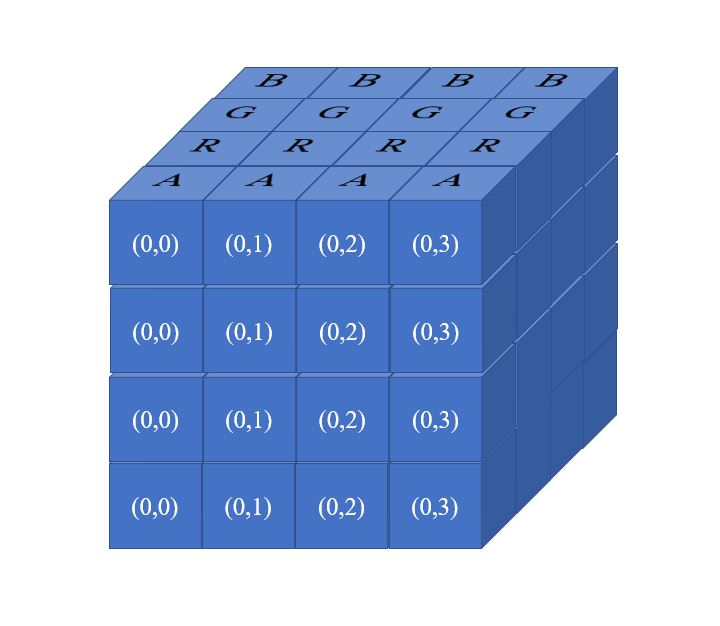 B B B B
G G G G
R R R R
A A A A
(0,0) (0,1) (0,2) (0,3)
(0,0) (0,1) (0,2) (0,3)
(0,0) (0,1) (0,2) (0,3)
(0,0) (0,1) (0,2) (0,3)